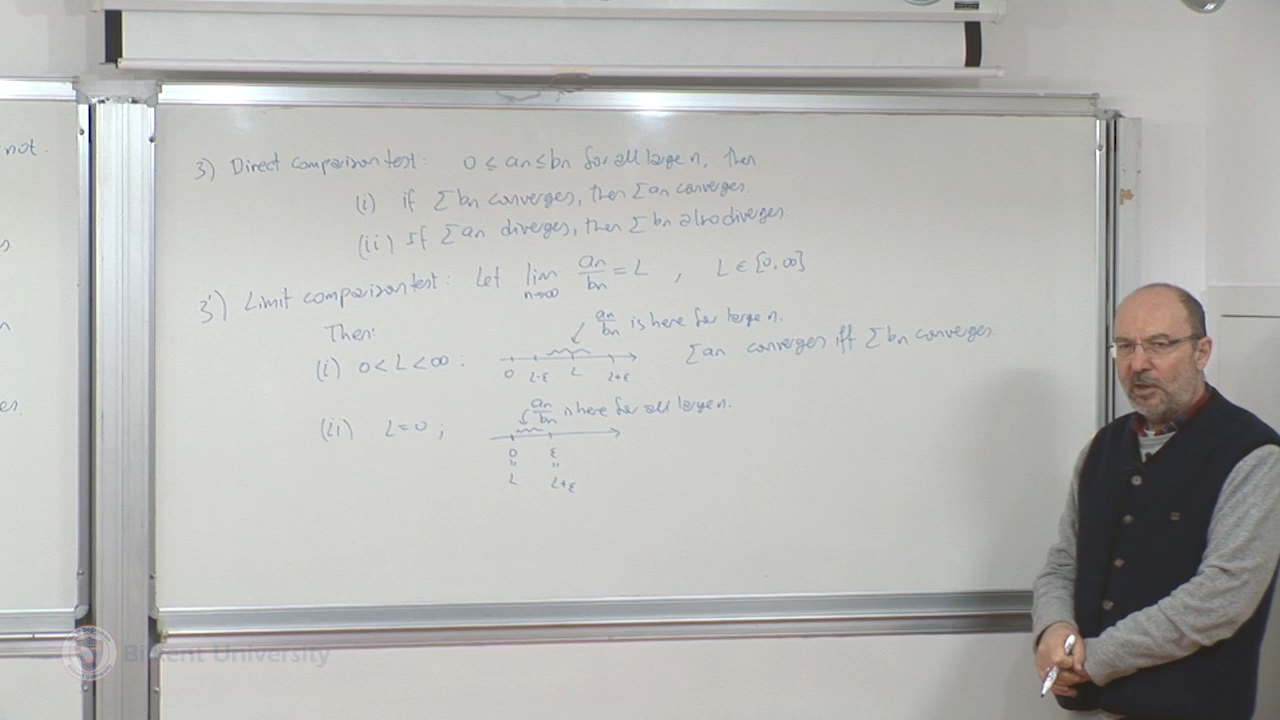 not.
3) Direct comparison test: 0 ≤ an ≤ bn for all large n, then
(i) if Σ bn converges, then Σ an converges.
(ii) If Σ an diverges, then Σ bn also diverges.
3') Limit comparison test: Let lim n→∞ an/bn = L , L ∈ [0,∞]
Then:
an/bn is here for large n.
(i) 0 < L < ∞ : Σ an converges iff Σ bn converges.
0 L-ε L L+ε
an/bn is here for all large n.
(ii) L=0 ;
0 ε
" "
L L+ε
Bilkent University